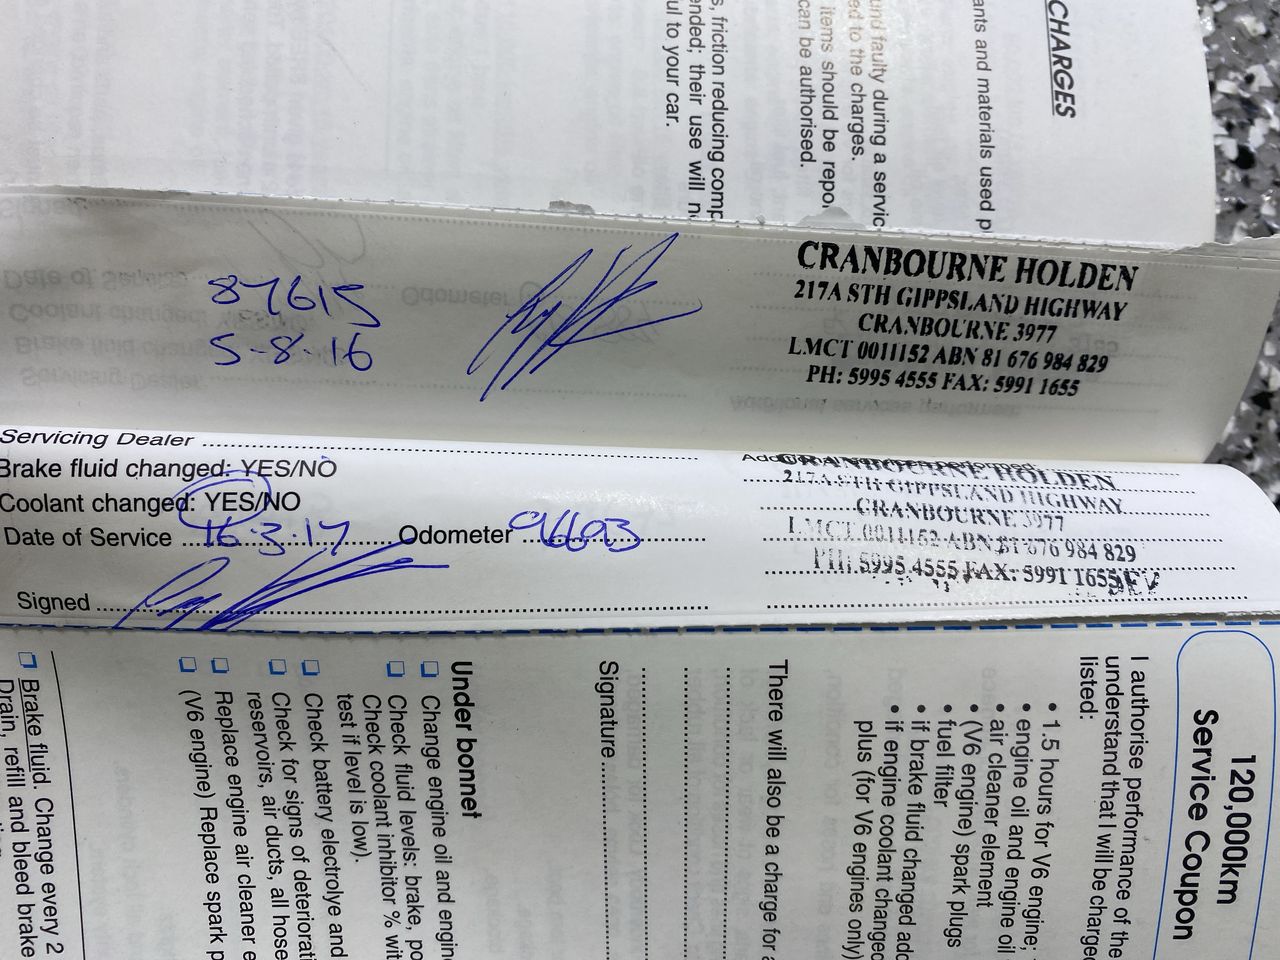 CHARGES
ants and materials used p
und faulty during a servic
ed to the charges.
items should be repo
can be authorised.
s, friction reducing comp
ended; their use will n
ul to your car.
87615
5-8-16
Odometer
CRANBOURNE HOLDEN
217A STH GIPPSLAND HIGHWAY
CRANBOURNE 3977
LMCT 0011152 ABN 81 676 984 829
PH: 5995 4555 FAX: 5991 1655
Servicing Dealer
Brake fluid changed: YES/NO
Coolant changed: YES/NO
Date of Service 16-3-17 Odometer 96693
Signed
CRANBOURNE HOLDEN
217A STH GIPPSLAND HIGHWAY
CRANBOURNE 3977
LMCT 0011152 ABN 81 676 984 829
PH: 5995 4555 FAX: 5991 1655
120,000km
Service Coupon
I authorise performance of the
understand that I will be charged
listed:
• 1.5 hours for V6 engine;
• engine oil and engine oil
• air cleaner element
• (V6 engine) spark plugs
• fuel filter
• if brake fluid changed add
• if engine coolant changed
plus (for V6 engines only)
There will also be a charge for a
Signature
Under bonnet
Change engine oil and engin
Check fluid levels: brake, po
Check coolant inhibitor % wit
test if level is low).
Check battery electrolye and
Check for signs of deteriorati
reservoirs, air ducts, all hose
Replace engine air cleaner e
(V6 engine) Replace spark p
Brake fluid. Change every 2
Drain, refill and bleed brake